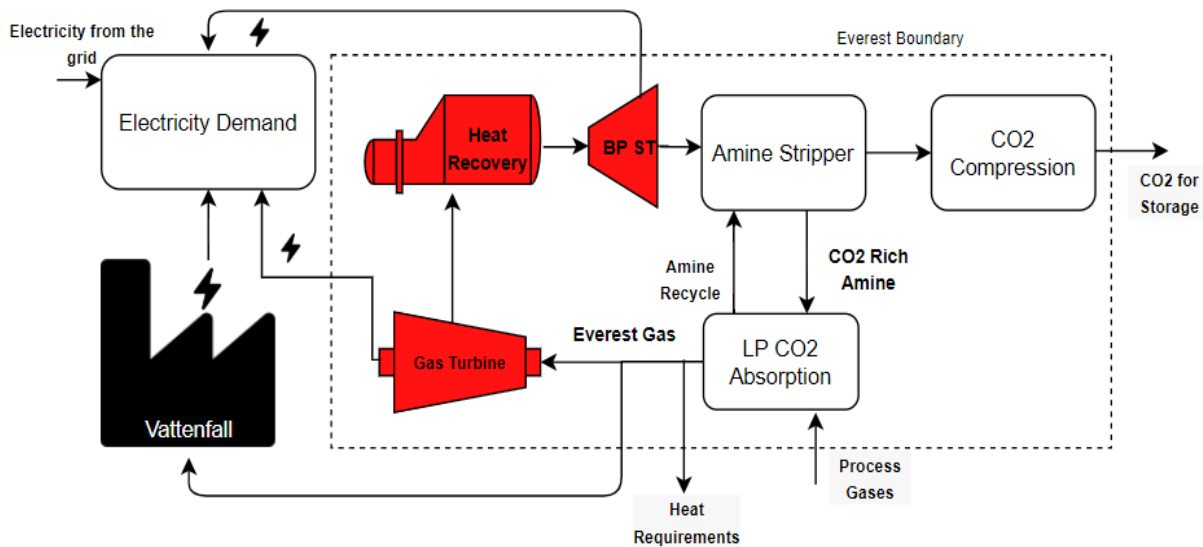 Everest Boundary
Electricity from the
grid
Electricity Demand
Heat
Recovery
BP ST
Amine Stripper
CO2
Compression
CO2 for
Storage
Amine
Recycle
CO2 Rich
Amine
Everest Gas
Gas Turbine
LP CO2
Absorption
Vattenfall
Process
Gases
Heat
Requirements